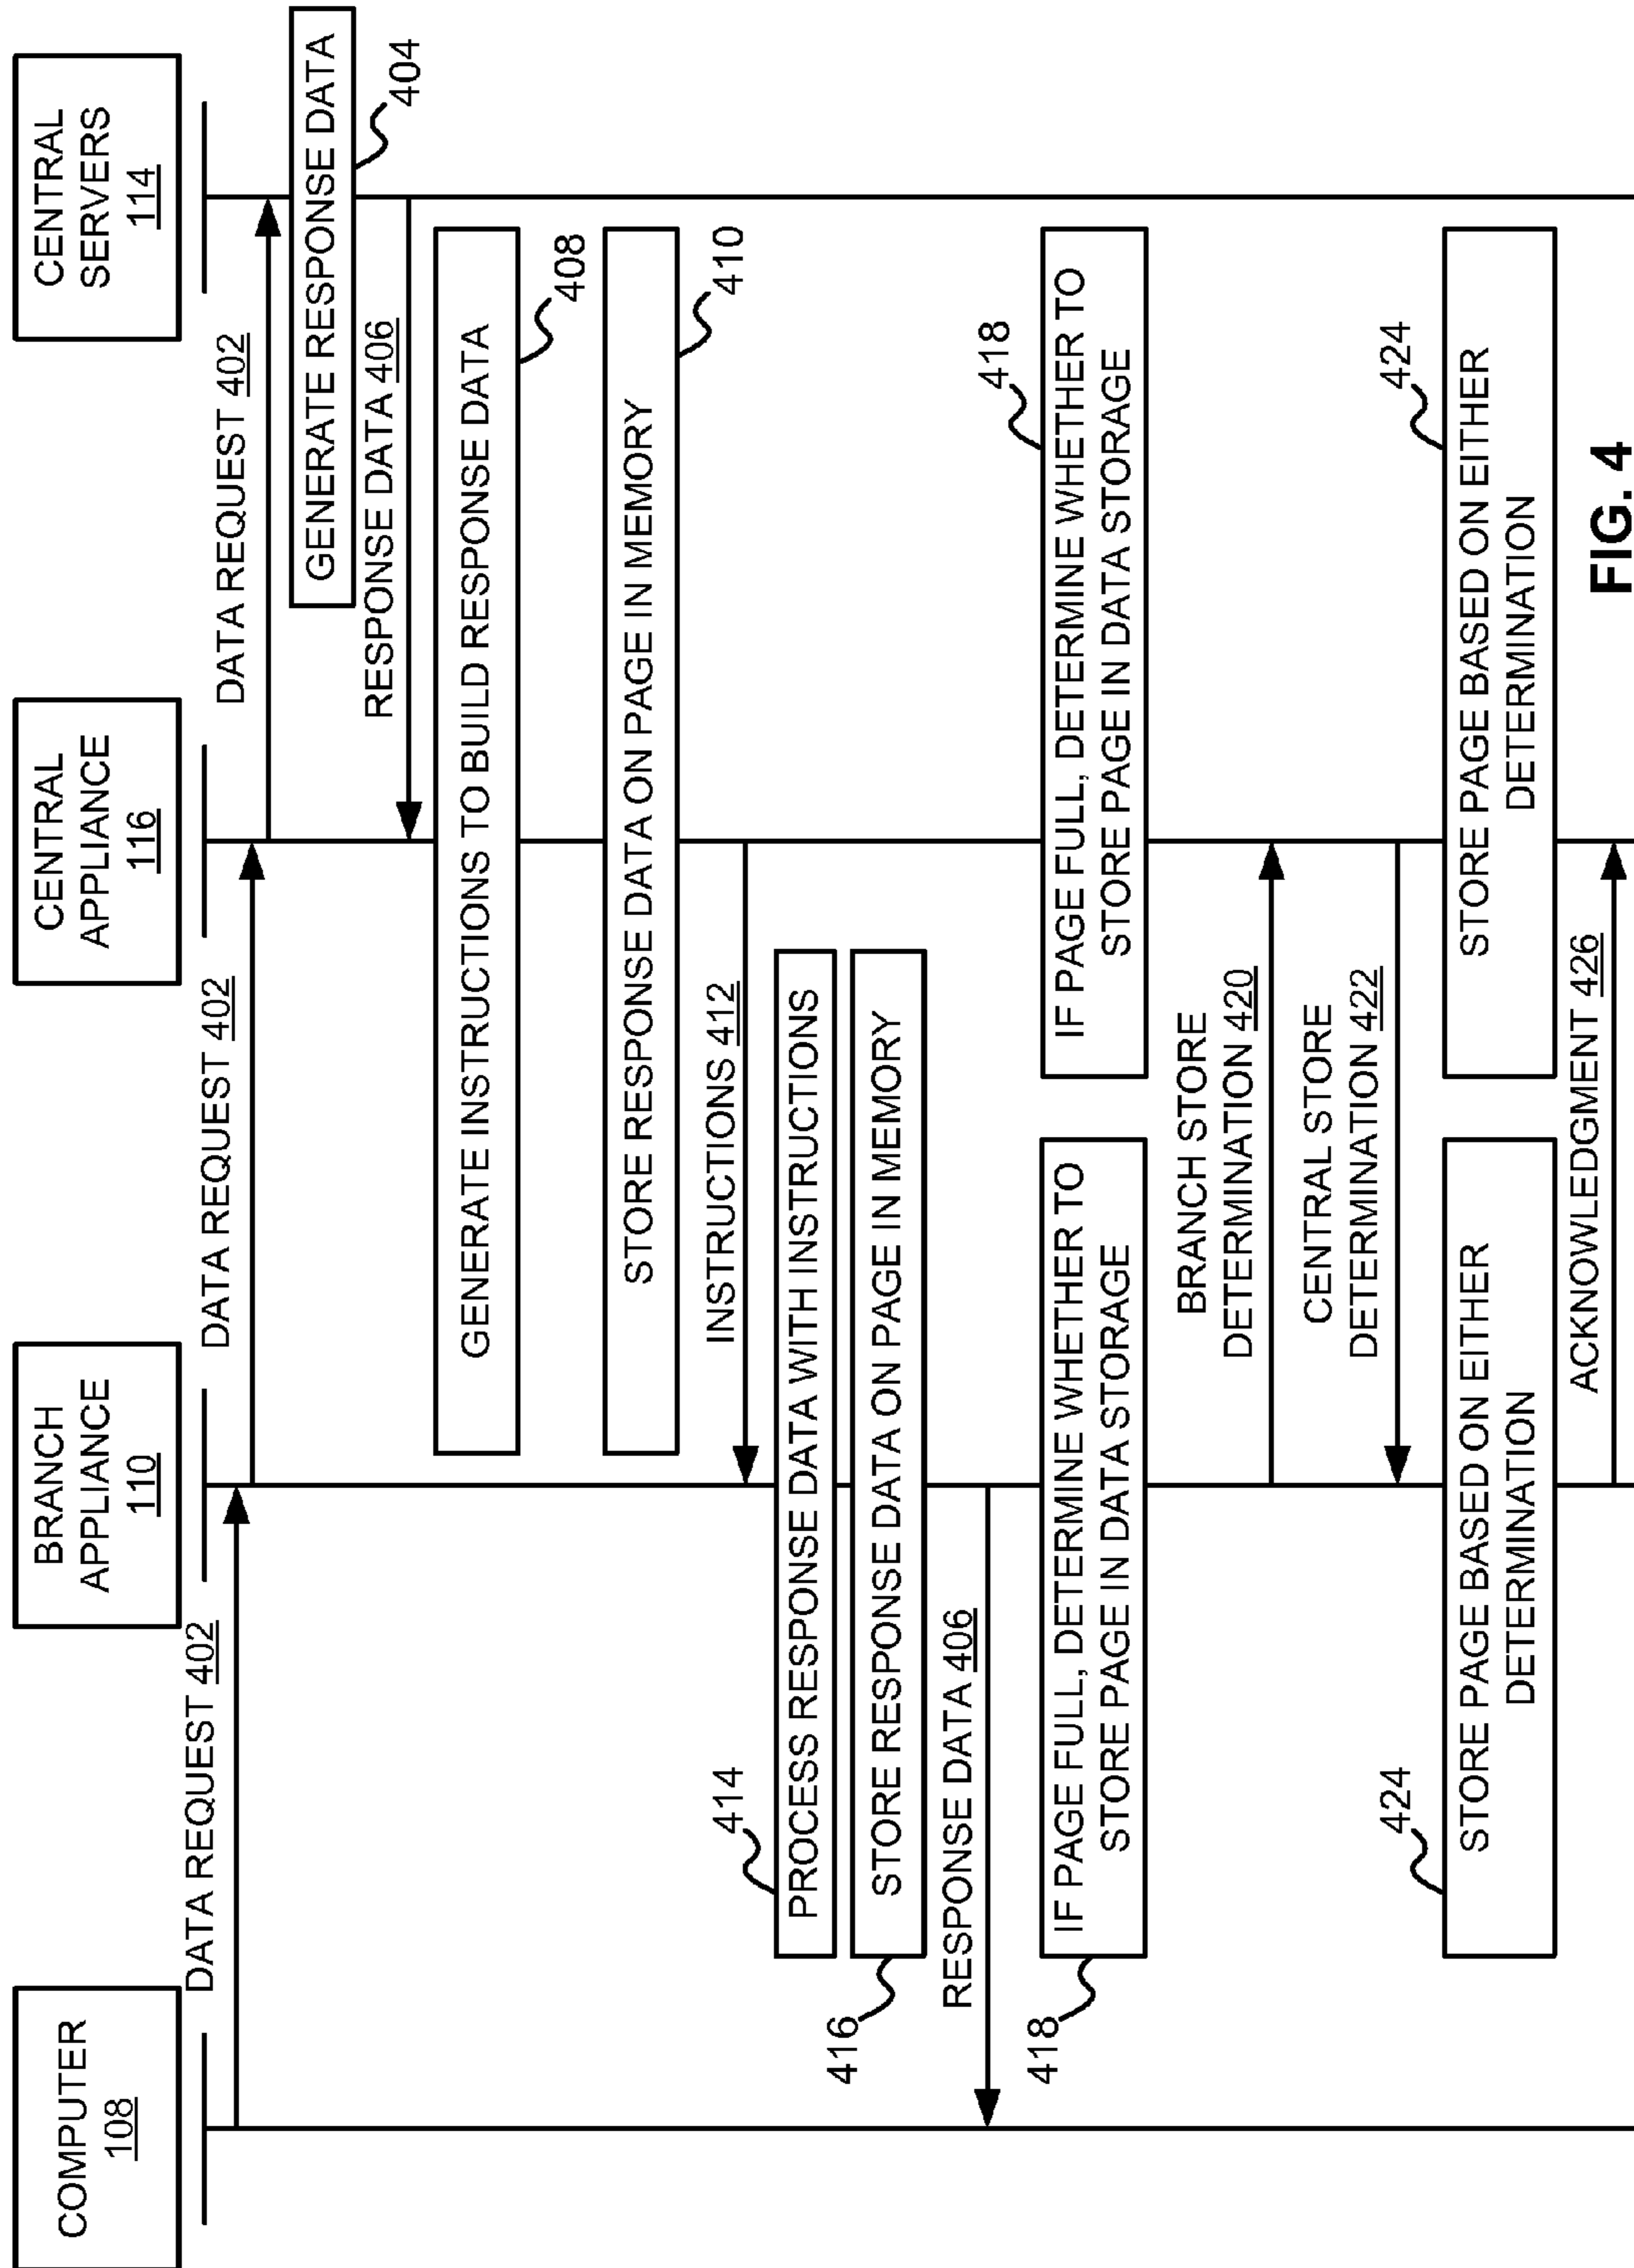 COMPUTER
108
BRANCH
APPLIANCE
110
CENTRAL
APPLIANCE
116
CENTRAL
SERVERS
114
DATA REQUEST 402
DATA REQUEST 402
DATA REQUEST 402
GENERATE RESPONSE DATA
404
RESPONSE DATA 406
GENERATE INSTRUCTIONS TO BUILD RESPONSE DATA
408
STORE RESPONSE DATA ON PAGE IN MEMORY
410
INSTRUCTIONS 412
414
PROCESS RESPONSE DATA WITH INSTRUCTIONS
STORE RESPONSE DATA ON PAGE IN MEMORY
416
RESPONSE DATA 406
418
IF PAGE FULL, DETERMINE WHETHER TO
STORE PAGE IN DATA STORAGE
418
IF PAGE FULL, DETERMINE WHETHER TO
STORE PAGE IN DATA STORAGE
BRANCH STORE
DETERMINATION 420
CENTRAL STORE
DETERMINATION 422
424
STORE PAGE BASED ON EITHER
DETERMINATION
424
STORE PAGE BASED ON EITHER
DETERMINATION
ACKNOWLEDGMENT 426
FIG. 4